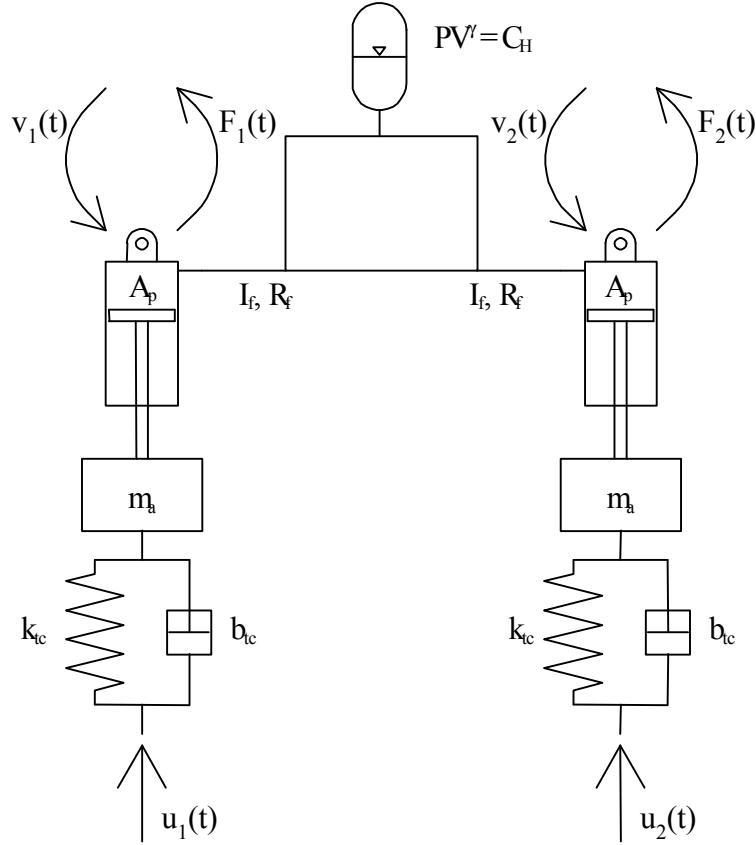 PV^γ = C_H
v_1(t)
F_1(t)
v_2(t)
F_2(t)
A_p
I_f, R_f
I_f, R_f
A_p
m_a
m_a
k_tc
b_tc
k_tc
b_tc
u_1(t)
u_2(t)